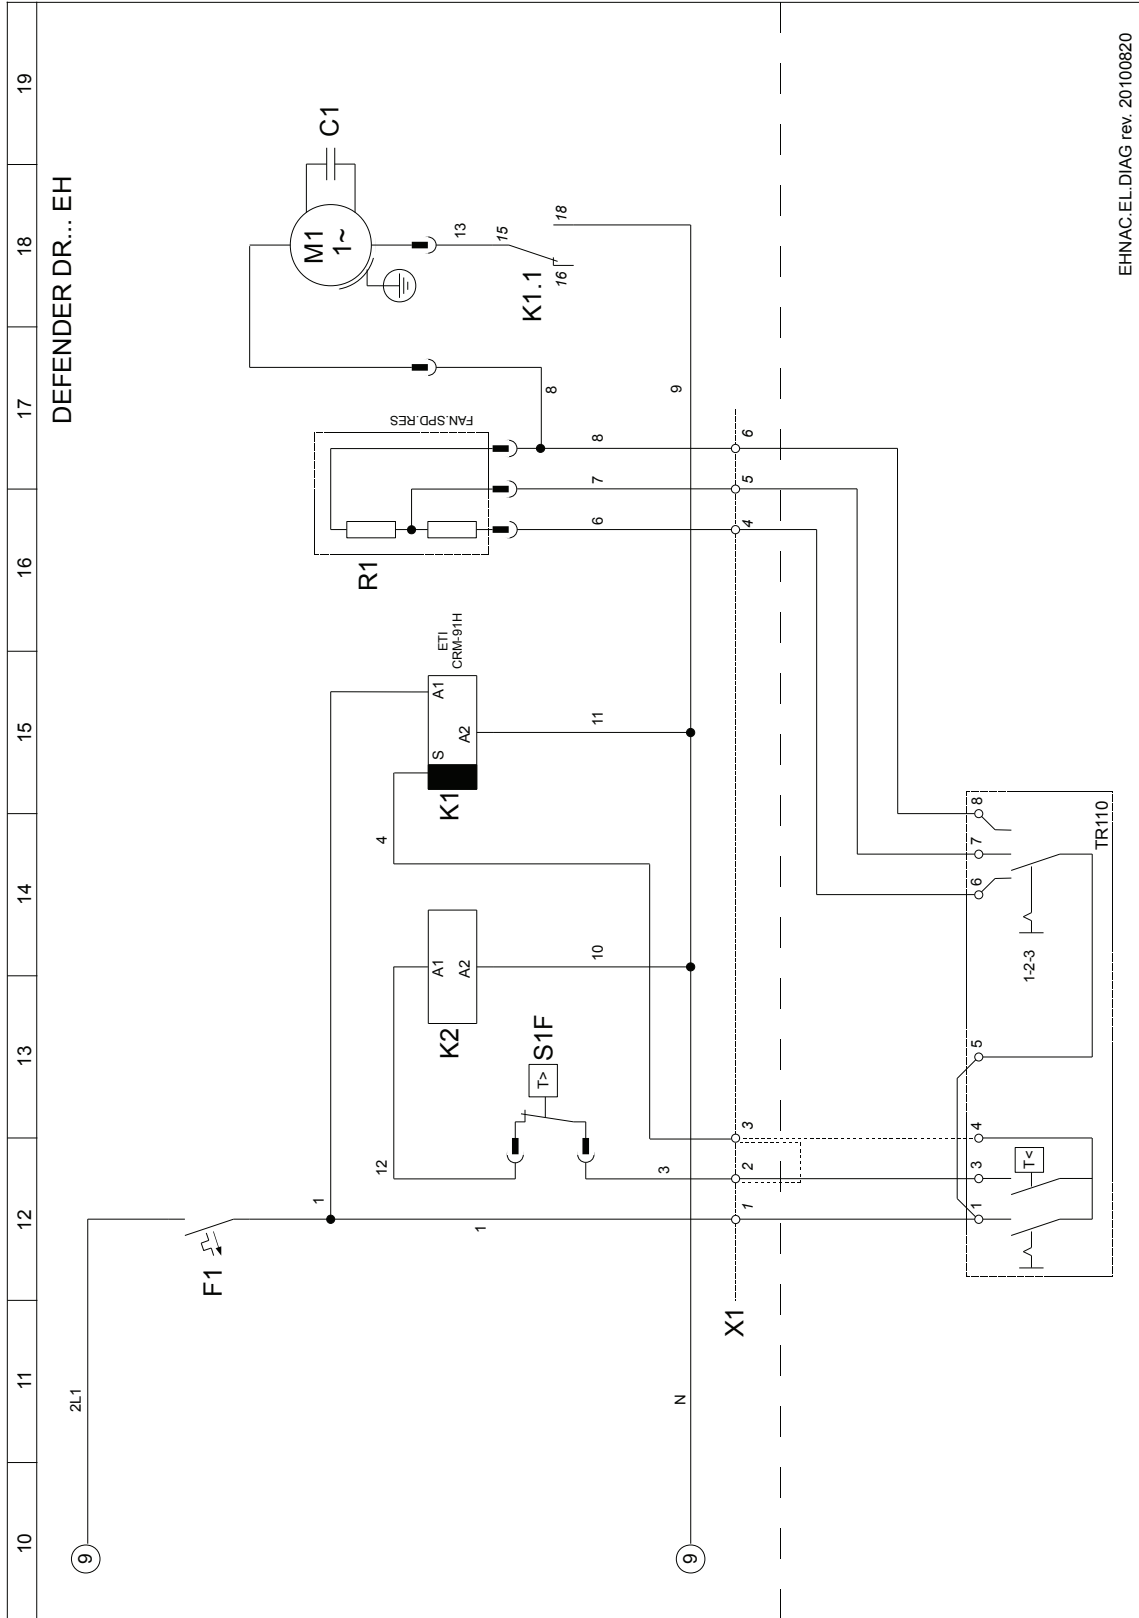 10 11 12 13 14 15 16 17 18 19
DEFENDER DR... EH
9
2L1
F1
1
1
12
4
K2
A1
A2
K1
S
A1
A2
ETI
CRM-91H
R1
FAN.SPD.RES
M1
1~
C1
13
15
16
18
K1.1
S1F
T>
3
10
11
6
7
8
8
9
9
N
X1
1
2
3
4
5
6
1
3
4
5
6
7
8
T<
1-2-3
TR110
EHNAC.EL.DIAG rev. 20100820